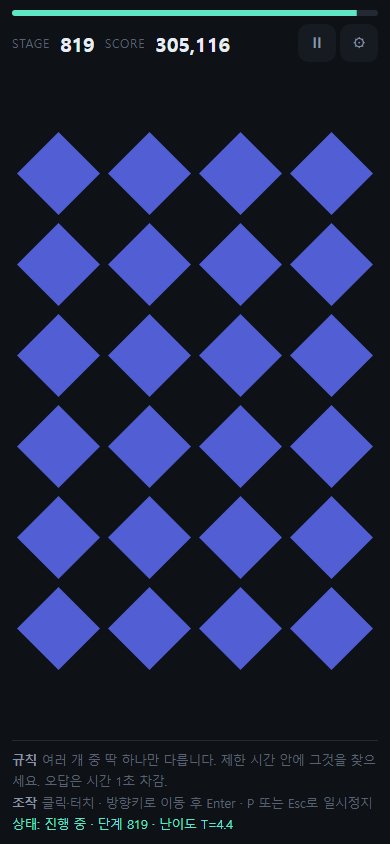 STAGE 819 SCORE 305,116
규칙 여러 개 중 딱 하나만 다릅니다. 제한 시간 안에 그것을 찾으
세요. 오답은 시간 1초 차감.
조작 클릭·터치 · 방향키로 이동 후 Enter · P 또는 Esc로 일시정지
상태: 진행 중 · 단계 819 · 난이도 T=4.4